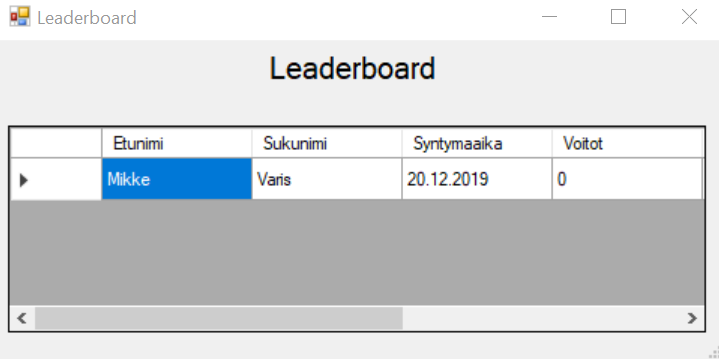 Leaderboard
Leaderboard
Etunimi Sukunimi Syntymaaika Voitot
Mikke Varis 20.12.2019 0